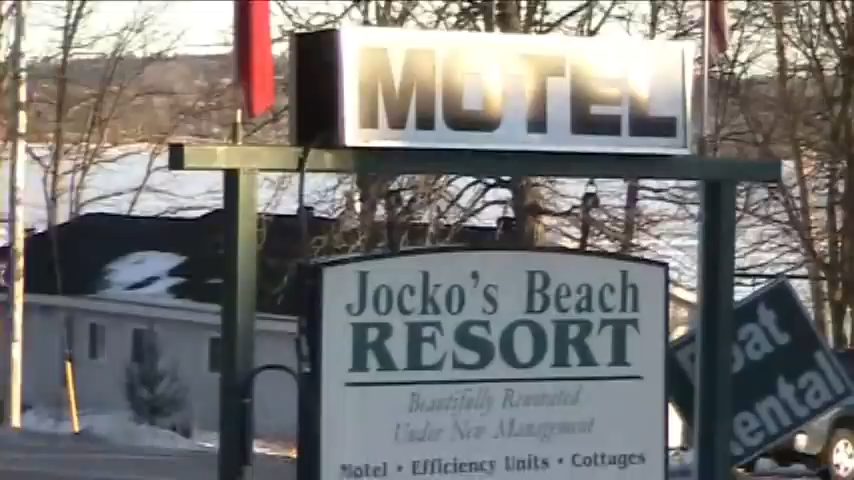 MOTEL
Jocko's Beach
RESORT
Beautifully Renovated
Under New Management
Motel • Efficiency Units • Cottages
oat
ental